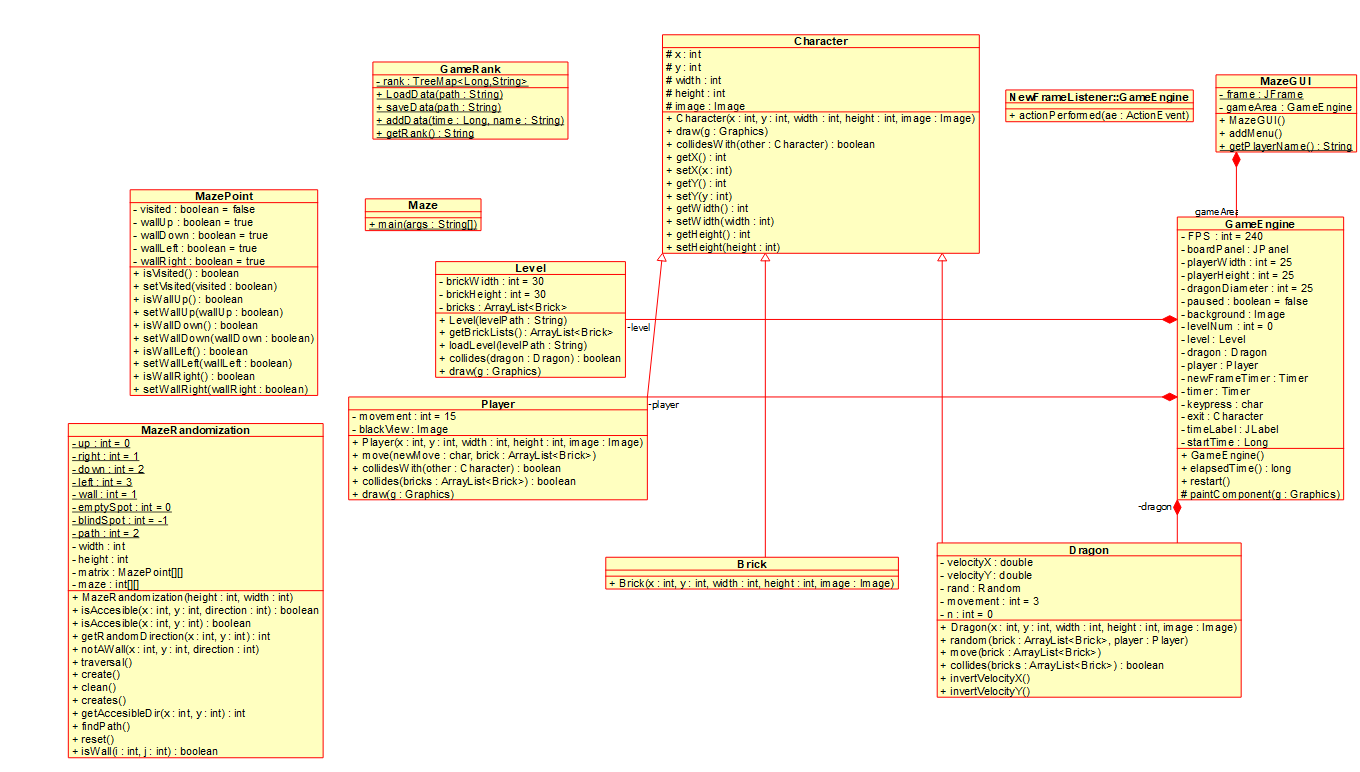 GameRank
- rank : TreeMap<Long,String>
+ LoadData(path : String)
+ saveData(path : String)
+ addData(time : Long, name : String)
+ getRank() : String
Character
# x : int
# y : int
# width : int
# height : int
# image : Image
+ Character(x : int, y : int, width : int, height : int, image : Image)
+ draw(g : Graphics)
+ collidesWith(other : Character) : boolean
+ getX() : int
+ setX(x : int)
+ getY() : int
+ setY(y : int)
+ getWidth() : int
+ setWidth(width : int)
+ getHeight() : int
+ setHeight(height : int)
NewFrameListener::GameEngine
+ actionPerformed(ae : ActionEvent)
MazeGUI
- frame : JFrame
- gameArea : GameEngine
+ MazeGUI()
+ addMenu()
+ getPlayerName() : String
MazePoint
- visited : boolean = false
- wallUp : boolean = true
- wallDown : boolean = true
- wallLeft : boolean = true
- wallRight : boolean = true
+ isVisited() : boolean
+ setVisited(visited : boolean)
+ isWallUp() : boolean
+ setWallUp(wallUp : boolean)
+ isWallDown() : boolean
+ setWallDown(wallDown : boolean)
+ isWallLeft() : boolean
+ setWallLeft(wallLeft : boolean)
+ isWallRight() : boolean
+ setWallRight(wallRight : boolean)
Maze
+ main(args : String[])
gameArea
GameEngine
- FPS : int = 240
- boardPanel : JPanel
- playerWidth : int = 25
- playerHeight : int = 25
- dragonDiameter : int = 25
- paused : boolean = false
- background : Image
- levelNum : int = 0
- level : Level
- dragon : Dragon
- player : Player
- newFrameTimer : Timer
- timer : Timer
- keypress : char
- exit : Character
- timeLabel : JLabel
- startTime : Long
+ GameEngine()
+ elapsedTime() : long
+ restart()
# paintComponent(g : Graphics)
Level
- brickWidth : int = 30
- brickHeight : int = 30
- bricks : ArrayList<Brick>
+ Level(levelPath : String)
+ getBrickLists() : ArrayList<Brick>
+ loadLevel(levelPath : String)
+ collides(dragon : Dragon) : boolean
+ draw(g : Graphics)
-level
Player
- movement : int = 15
- blackView : Image
+ Player(x : int, y : int, width : int, height : int, image : Image)
+ move(newMove : char, brick : ArrayList<Brick>)
+ collidesWith(other : Character) : boolean
+ collides(bricks : ArrayList<Brick>) : boolean
+ draw(g : Graphics)
-player
MazeRandomization
- up : int = 0
- right : int = 1
- down : int = 2
- left : int = 3
- wall : int = 1
- emptySpot : int = 0
- blindSpot : int = -1
- path : int = 2
- width : int
- height : int
- matrix : MazePoint[][]
- maze : int[][]
+ MazeRandomization(height : int, width : int)
+ isAccesible(x : int, y : int, direction : int) : boolean
+ isAccesible(x : int, y : int) : boolean
+ getRandomDirection(x : int, y : int) : int
+ notAWall(x : int, y : int, direction : int)
+ traversal()
+ create()
+ clean()
+ creates()
+ getAccesibleDir(x : int, y : int) : int
+ findPath()
+ reset()
+ isWall(i : int, j : int) : boolean
-dragon
Brick
+ Brick(x : int, y : int, width : int, height : int, image : Image)
Dragon
- velocityX : double
- velocityY : double
- rand : Random
- movement : int = 3
- n : int = 0
+ Dragon(x : int, y : int, width : int, height : int, image : Image)
+ random(brick : ArrayList<Brick>, player : Player)
+ move(brick : ArrayList<Brick>)
+ collides(bricks : ArrayList<Brick>) : boolean
+ invertVelocityX()
+ invertVelocityY()